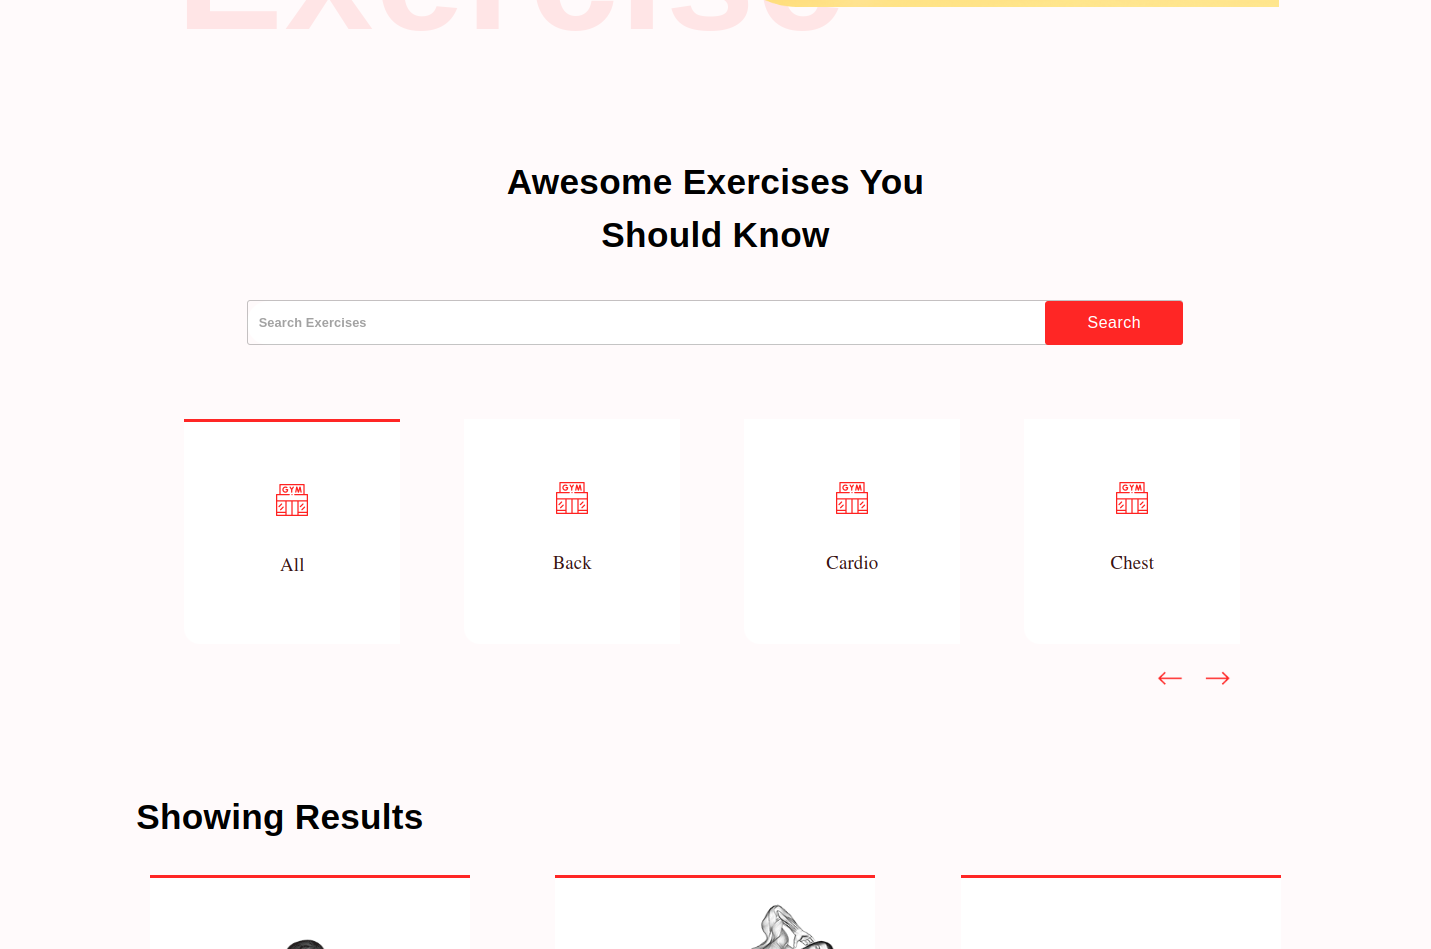 Exercise
Awesome Exercises You
Should Know
Search Exercises
Search
GYM
GYM
GYM
GYM
All
Back
Cardio
Chest
Showing Results